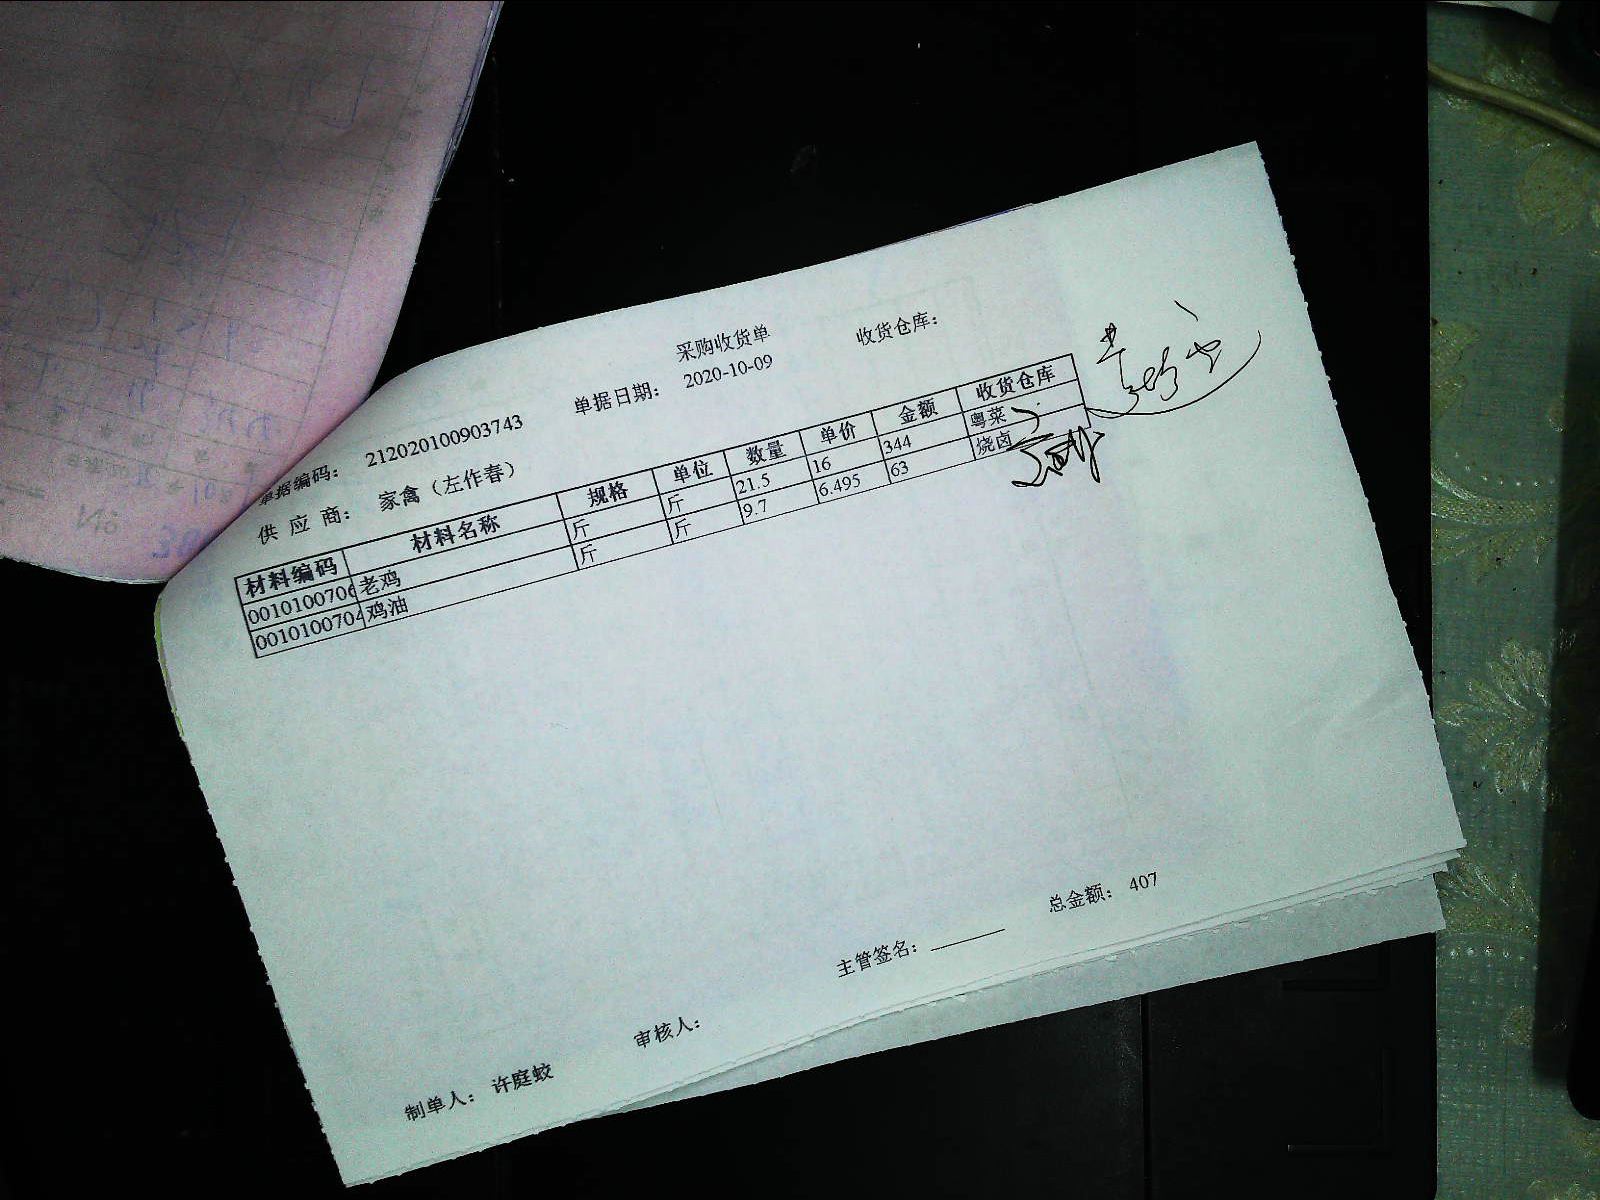 采购收货单
收货仓库：
单据编码： 212020100903743 单据日期： 2020-10-09
供 应 商： 家禽（左作春）
材料编码 材料名称 规格 单位 数量 单价 金额 收货仓库
0010100706 老鸡 斤 斤 21.5 16 344 粤菜
0010100704 鸡油 斤 斤 9.7 6.495 63 烧卤
主管签名： 总金额： 407
制单人： 许庭蛟 审核人：